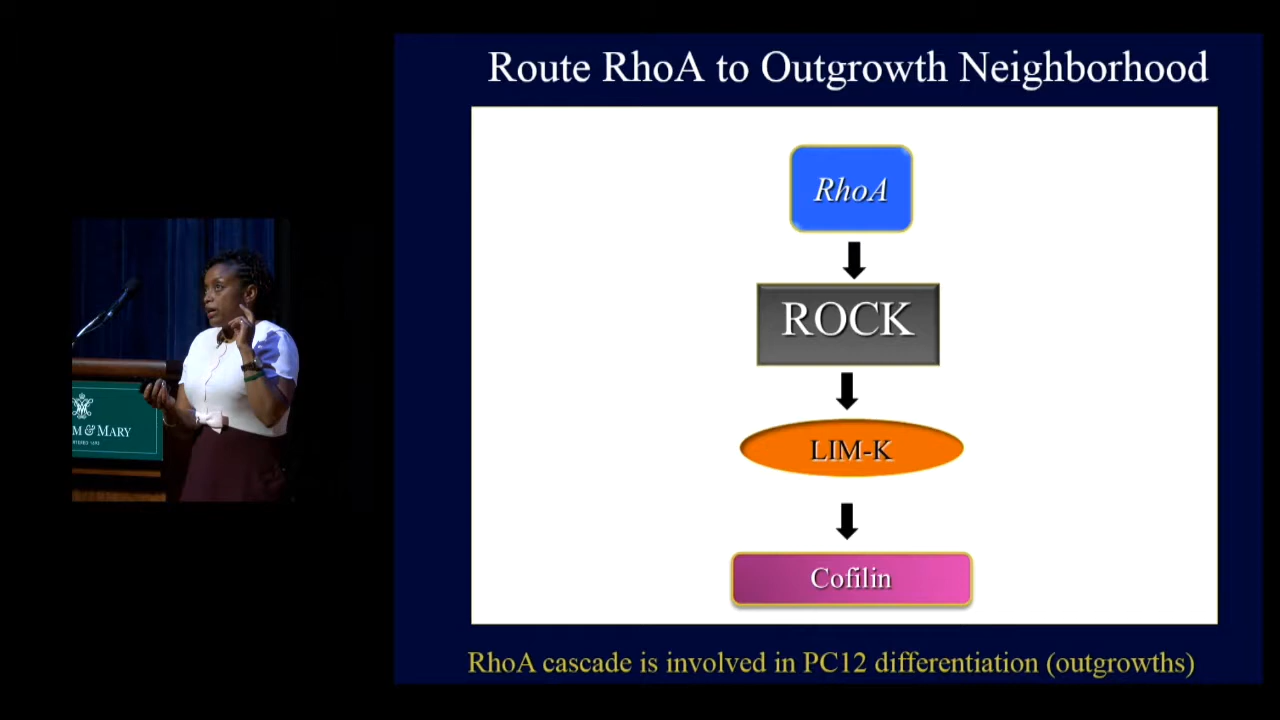 Route RhoA to Outgrowth Neighborhood
RhoA
ROCK
LIM-K
Cofilin
RhoA cascade is involved in PC12 differentiation (outgrowths)
& MARY